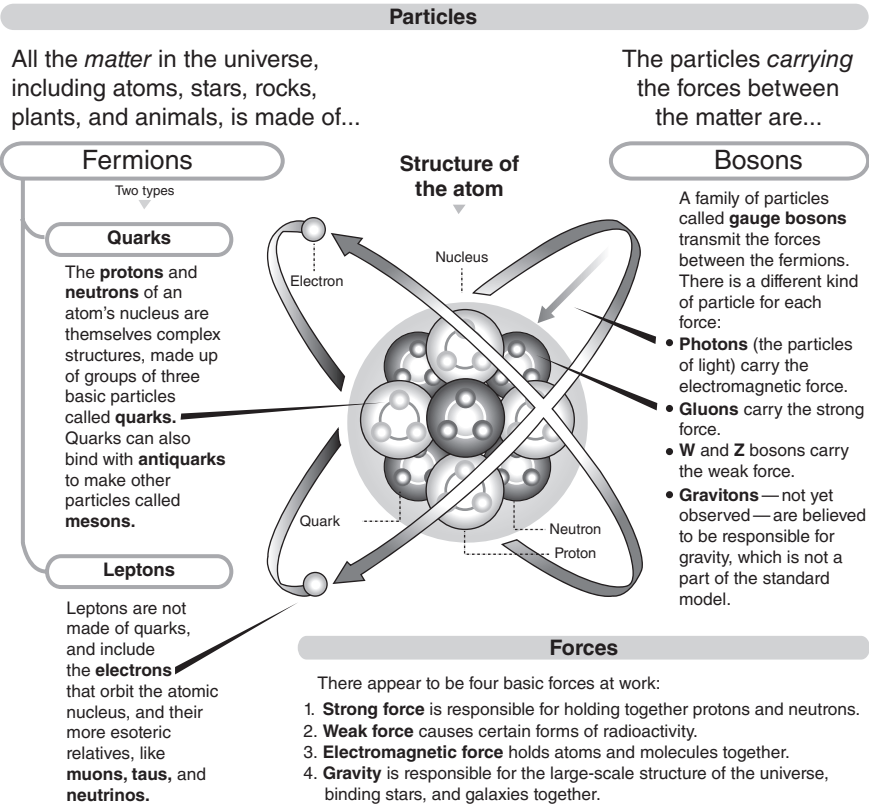 Particles
All the matter in the universe,
including atoms, stars, rocks,
plants, and animals, is made of...
The particles carrying
the forces between
the matter are...
Fermions
Two types
Quarks
The protons and
neutrons of an
atom's nucleus are
themselves complex
structures, made up
of groups of three
basic particles
called quarks.
Quarks can also
bind with antiquarks
to make other
particles called
mesons.
Leptons
Leptons are not
made of quarks,
and include
the electrons
that orbit the atomic
nucleus, and their
more esoteric
relatives, like
muons, taus, and
neutrinos.
Structure of
the atom
Nucleus
Electron
Quark
Neutron
Proton
Bosons
A family of particles
called gauge bosons
transmit the forces
between the fermions.
There is a different kind
of particle for each
force:
• Photons (the particles
of light) carry the
electromagnetic force.
• Gluons carry the strong
force.
• W and Z bosons carry
the weak force.
• Gravitons—not yet
observed—are believed
to be responsible for
gravity, which is not a
part of the standard
model.
Forces
There appear to be four basic forces at work:
1. Strong force is responsible for holding together protons and neutrons.
2. Weak force causes certain forms of radioactivity.
3. Electromagnetic force holds atoms and molecules together.
4. Gravity is responsible for the large-scale structure of the universe,
binding stars, and galaxies together.